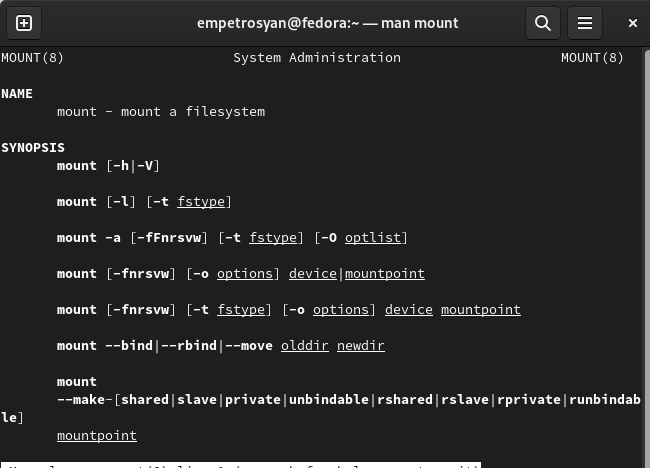 empetrosyan@fedora:~ — man mount
MOUNT(8) System Administration MOUNT(8)
NAME
mount - mount a filesystem
SYNOPSIS
mount [-h|-V]
mount [-l] [-t fstype]
mount -a [-fFnrsvw] [-t fstype] [-O optlist]
mount [-fnrsvw] [-o options] device|mountpoint
mount [-fnrsvw] [-t fstype] [-o options] device mountpoint
mount --bind|--rbind|--move olddir newdir
mount
--make-[shared|slave|private|unbindable|rshared|rslave|rprivate|runbindab
le]
mountpoint